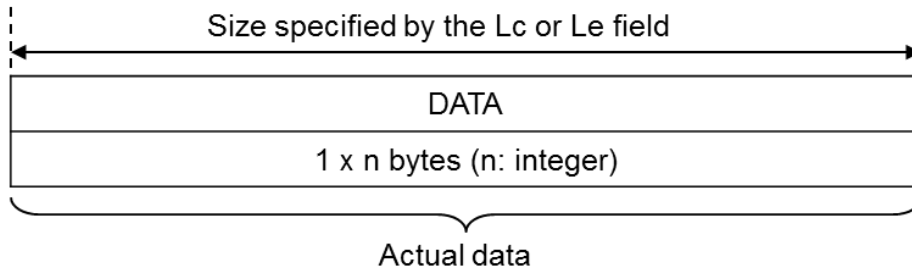 Size specified by the Lc or Le field
DATA
1 x n bytes (n: integer)
Actual data